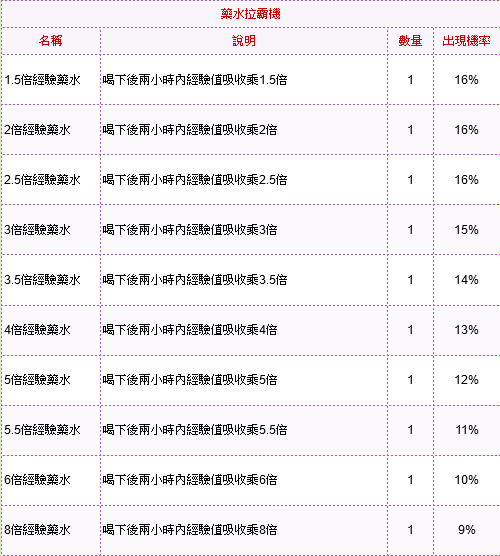 藥水拉霸機
名稱 說明 數量 出現機率
1.5倍經驗藥水 喝下後兩小時內經驗值吸收乘1.5倍 1 16%
2倍經驗藥水 喝下後兩小時內經驗值吸收乘2倍 1 16%
2.5倍經驗藥水 喝下後兩小時內經驗值吸收乘2.5倍 1 16%
3倍經驗藥水 喝下後兩小時內經驗值吸收乘3倍 1 15%
3.5倍經驗藥水 喝下後兩小時內經驗值吸收乘3.5倍 1 14%
4倍經驗藥水 喝下後兩小時內經驗值吸收乘4倍 1 13%
5倍經驗藥水 喝下後兩小時內經驗值吸收乘5倍 1 12%
5.5倍經驗藥水 喝下後兩小時內經驗值吸收乘5.5倍 1 11%
6倍經驗藥水 喝下後兩小時內經驗值吸收乘6倍 1 10%
8倍經驗藥水 喝下後兩小時內經驗值吸收乘8倍 1 9%